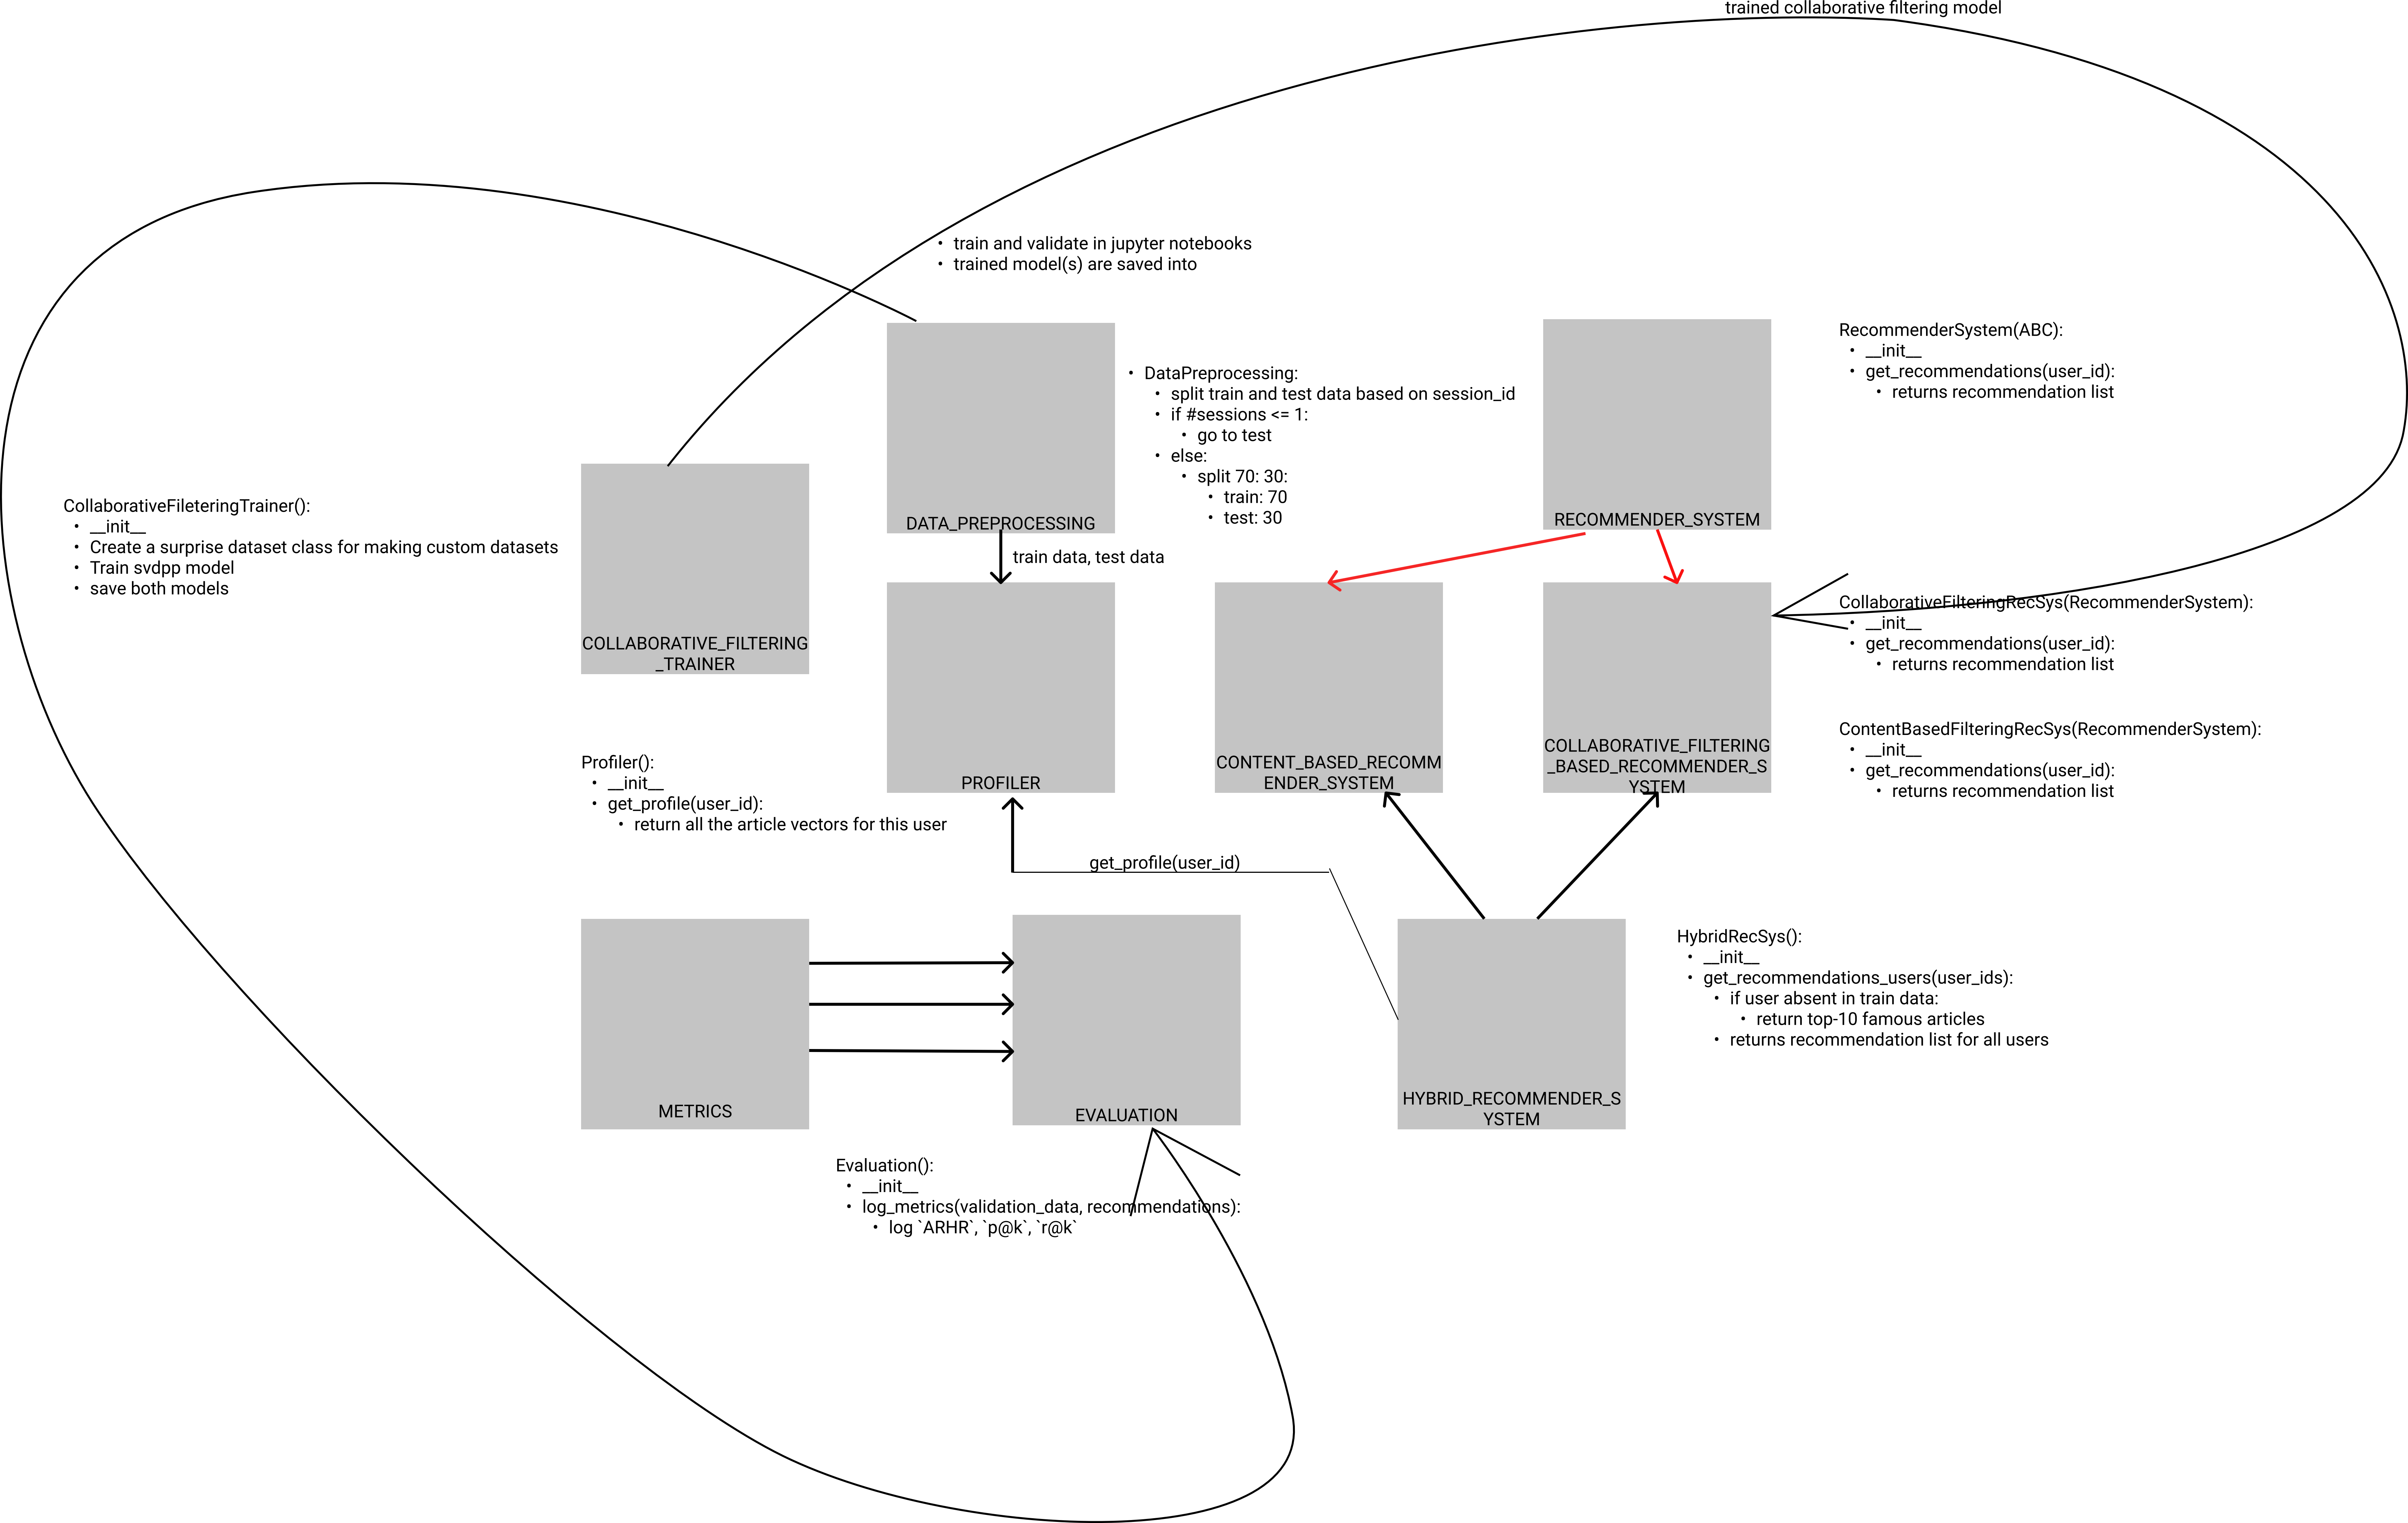 trained collaborative filtering model
• train and validate in jupyter notebooks
• trained model(s) are saved into
RecommenderSystem(ABC):
• __init__
• get_recommendations(user_id):
• returns recommendation list
• DataPreprocessing:
• split train and test data based on session_id
• if #sessions <= 1:
• go to test
• else:
• split 70: 30:
• train: 70
• test: 30
DATA_PREPROCESSING
RECOMMENDER_SYSTEM
CollaborativeFileteringTrainer():
• __init__
• Create a surprise dataset class for making custom datasets
• Train svdpp model
• save both models
train data, test data
COLLABORATIVE_FILTERING
_TRAINER
CollaborativeFilteringRecSys(RecommenderSystem):
• __init__
• get_recommendations(user_id):
• returns recommendation list
ContentBasedFilteringRecSys(RecommenderSystem):
• __init__
• get_recommendations(user_id):
• returns recommendation list
PROFILER
CONTENT_BASED_RECOMM
ENDER_SYSTEM
COLLABORATIVE_FILTERING
_BASED_RECOMMENDER_S
YSTEM
Profiler():
• __init__
• get_profile(user_id):
• return all the article vectors for this user
get_profile(user_id)
HybridRecSys():
• __init__
• get_recommendations_users(user_ids):
• if user absent in train data:
• return top-10 famous articles
• returns recommendation list for all users
METRICS
EVALUATION
HYBRID_RECOMMENDER_S
YSTEM
Evaluation():
• __init__
• log_metrics(validation_data, recommendations):
• log `ARHR`, `p@k`, `r@k`